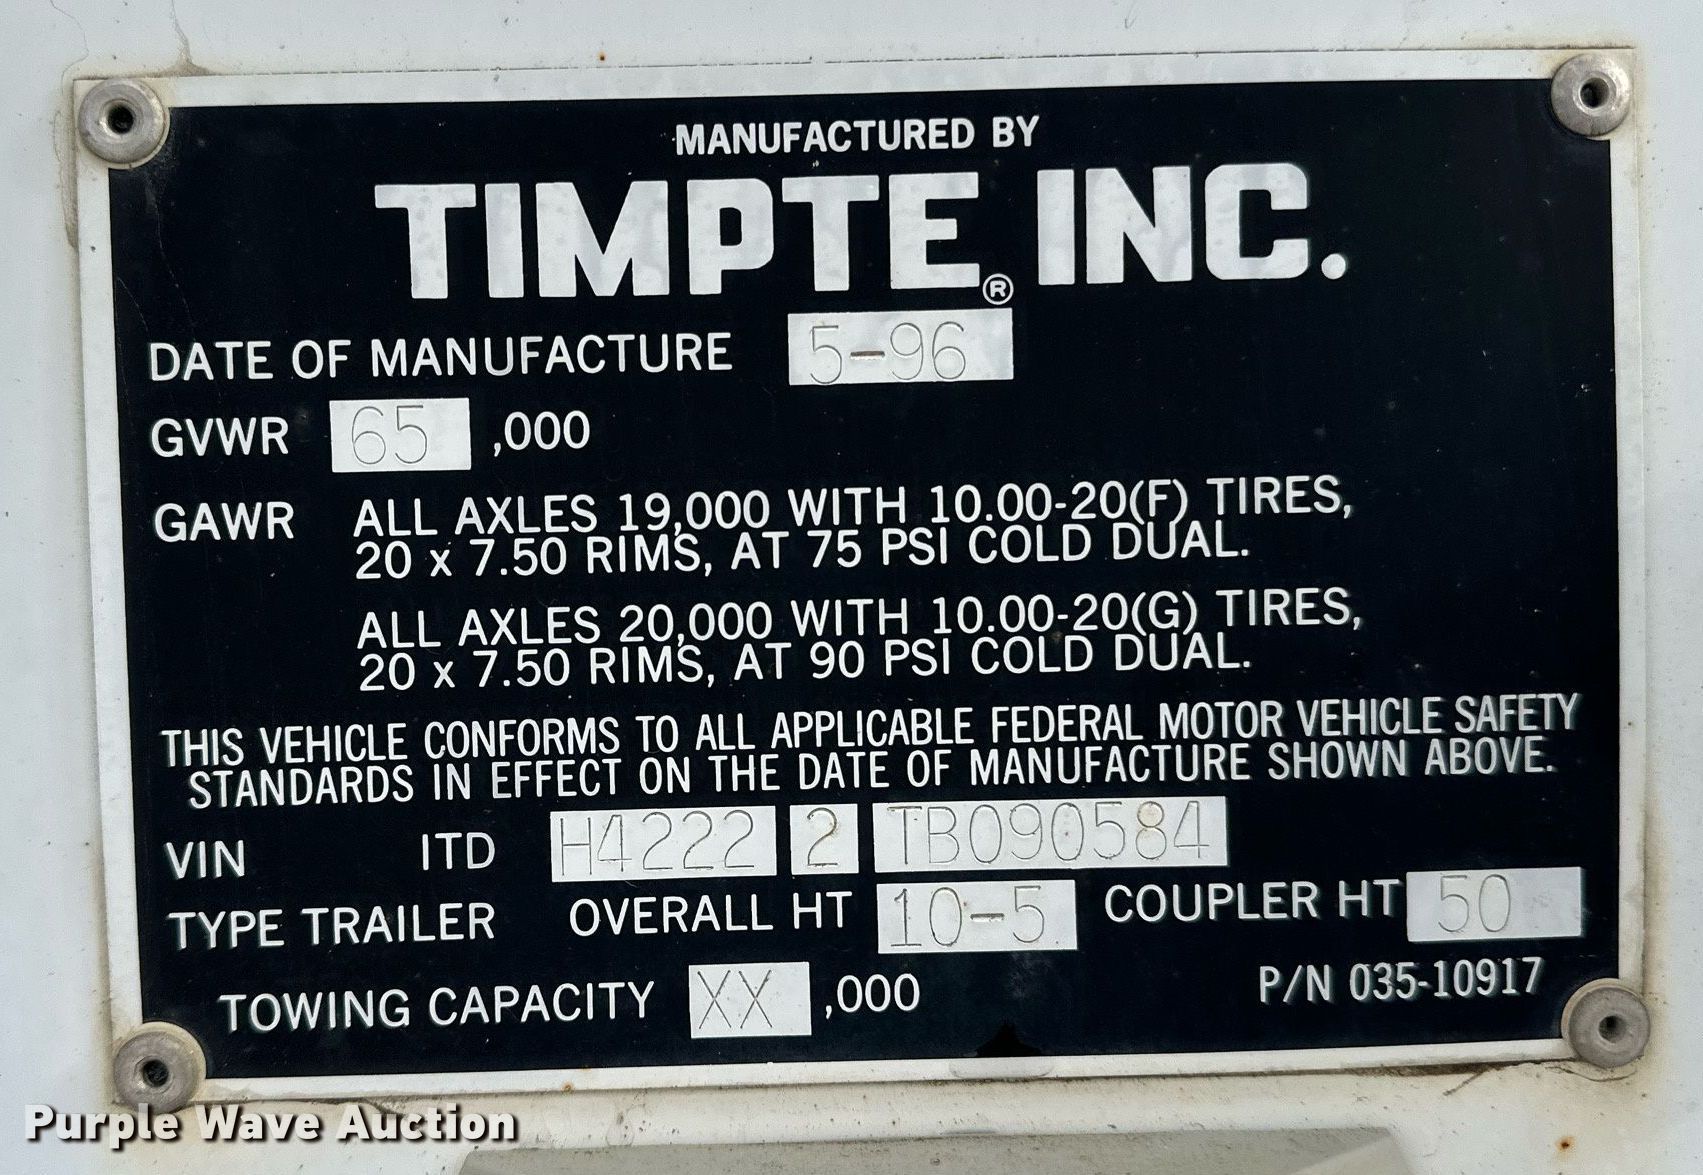 MANUFACTURED BY
TIMPTE® INC.
DATE OF MANUFACTURE 5-96
GVWR 65 ,000
GAWR ALL AXLES 19,000 WITH 10.00-20(F) TIRES,
20 x 7.50 RIMS, AT 75 PSI COLD DUAL.
ALL AXLES 20,000 WITH 10.00-20(G) TIRES,
20 x 7.50 RIMS, AT 90 PSI COLD DUAL.
THIS VEHICLE CONFORMS TO ALL APPLICABLE FEDERAL MOTOR VEHICLE SAFETY
STANDARDS IN EFFECT ON THE DATE OF MANUFACTURE SHOWN ABOVE.
VIN ITD H4222 2 TB090584
TYPE TRAILER OVERALL HT 10-5 COUPLER HT 50
TOWING CAPACITY XX ,000 P/N 035-10917
Purple Wave Auction